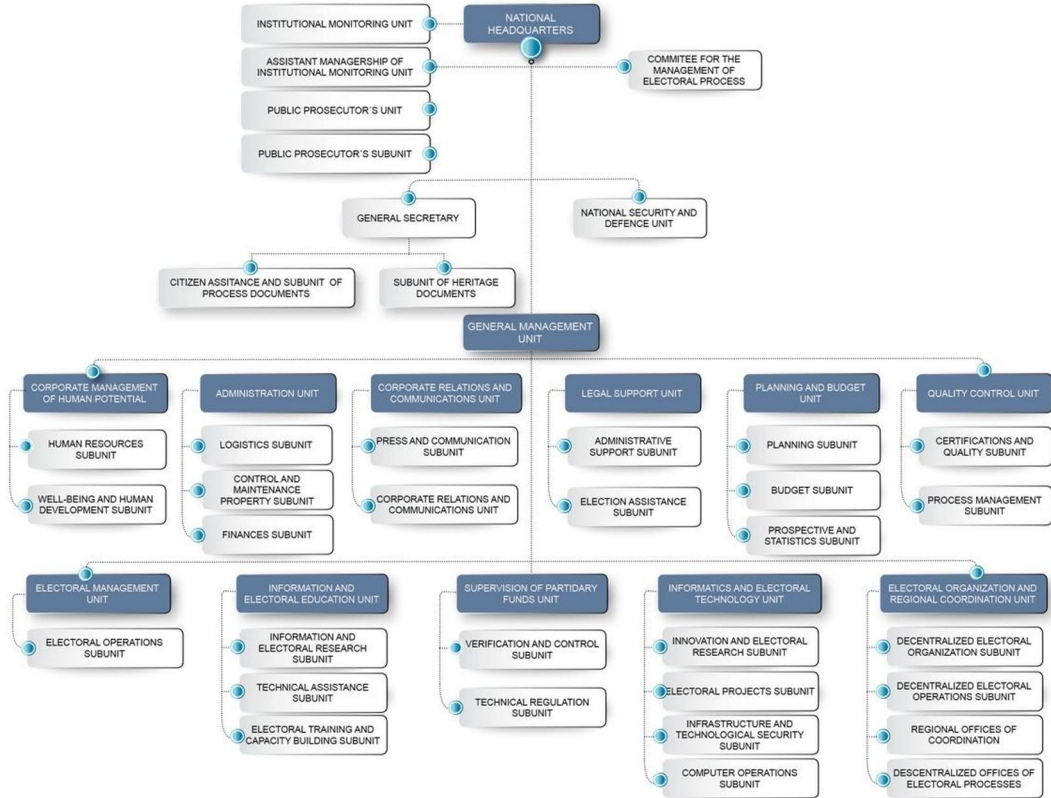 INSTITUTIONAL MONITORING UNIT
NATIONAL
HEADQUARTERS
ASSISTANT MANAGERSHIP OF
INSTITUTIONAL MONITORING UNIT
COMMITEE FOR THE
MANAGEMENT OF
ELECTORAL PROCESS
PUBLIC PROSECUTOR´S UNIT
PUBLIC PROSECUTOR´S SUBUNIT
GENERAL SECRETARY
NATIONAL SECURITY AND
DEFENCE UNIT
CITIZEN ASSITANCE AND SUBUNIT OF
PROCESS DOCUMENTS
SUBUNIT OF HERITAGE
DOCUMENTS
GENERAL MANAGEMENT
UNIT
CORPORATE MANAGEMENT
OF HUMAN POTENTIAL
HUMAN RESOURCES
SUBUNIT
WELL-BEING AND HUMAN
DEVELOPMENT SUBUNIT
ADMINISTRATION UNIT
LOGISTICS SUBUNIT
CONTROL AND
MAINTENANCE
PROPERTY SUBUNIT
FINANCES SUBUNIT
CORPORATE RELATIONS AND
COMMUNICATIONS UNIT
PRESS AND COMMUNICATION
SUBUNIT
CORPORATE RELATIONS AND
COMMUNICATIONS UNIT
LEGAL SUPPORT UNIT
ADMINISTRATIVE
SUPPORT SUBUNIT
ELECTION ASSISTANCE
SUBUNIT
PLANNING AND BUDGET
UNIT
PLANNING SUBUNIT
BUDGET SUBUNIT
PROSPECTIVE AND
STATISTICS SUBUNIT
QUALITY CONTROL UNIT
CERTIFICATIONS AND
QUALITY SUBUNIT
PROCESS MANAGEMENT
SUBUNIT
ELECTORAL MANAGEMENT
UNIT
ELECTORAL OPERATIONS
SUBUNIT
INFORMATION AND
ELECTORAL EDUCATION UNIT
INFORMATION AND
ELECTORAL RESEARCH
SUBUNIT
TECHNICAL ASSISTANCE
SUBUNIT
ELECTORAL TRAINING AND
CAPACITY BUILDING SUBUNIT
SUPERVISION OF PARTIDARY
FUNDS UNIT
VERIFICATION AND CONTROL
SUBUNIT
TECHNICAL REGULATION
SUBUNIT
INFORMATICS AND ELECTORAL
TECHNOLOGY UNIT
INNOVATION AND ELECTORAL
RESEARCH SUBUNIT
ELECTORAL PROJECTS SUBUNIT
INFRASTRUCTURE AND
TECHNOLOGICAL SECURITY
SUBUNIT
COMPUTER OPERATIONS
SUBUNIT
ELECTORAL ORGANIZATION AND
REGIONAL COORDINATION UNIT
DECENTRALIZED ELECTORAL
ORGANIZATION SUBUNIT
DECENTRALIZED ELECTORAL
OPERATIONS SUBUNIT
REGIONAL OFFICES OF
COORDINATION
DESCENTRALIZED OFFICES OF
ELECTORAL PROCESSES